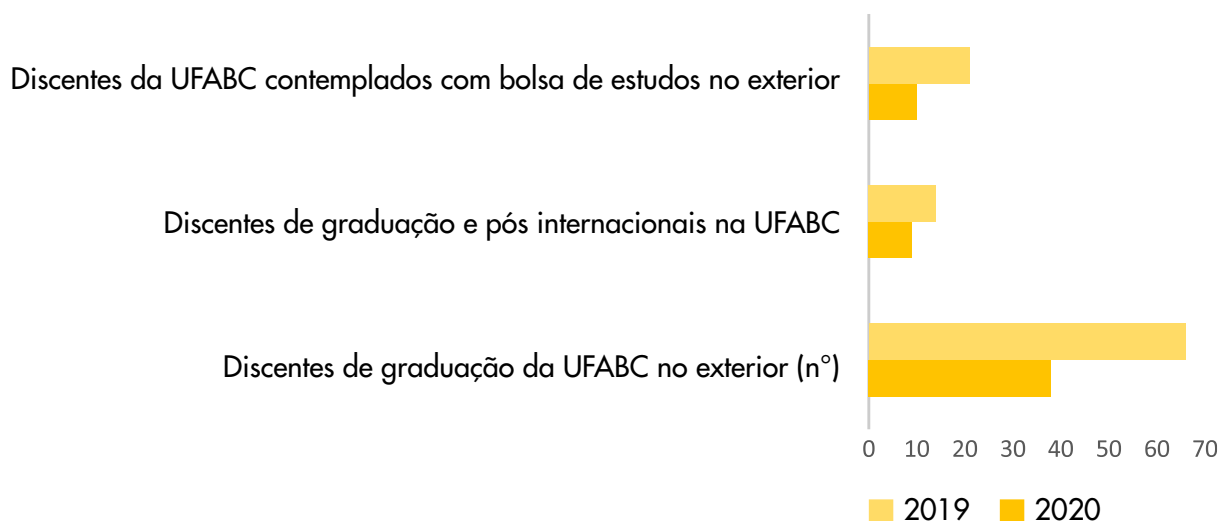 Discentes da UFABC contemplados com bolsa de estudos no exterior
Discentes de graduação e pós internacionais na UFABC
Discentes de graduação da UFABC no exterior (n°)
0 10 20 30 40 50 60 70
2019 2020